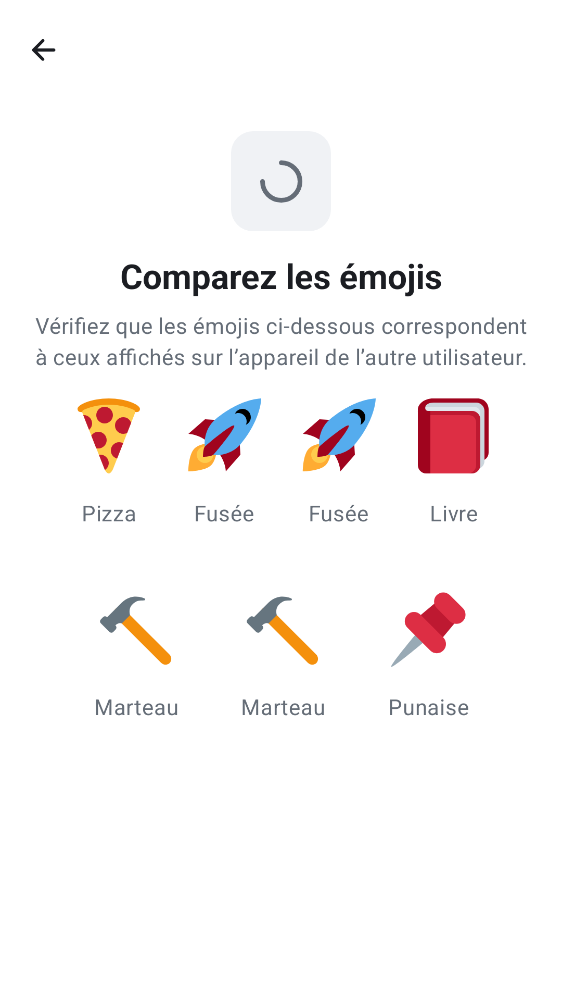 Comparez les émojis
Vérifiez que les émojis ci-dessous correspondent
à ceux affichés sur l’appareil de l’autre utilisateur.
Pizza Fusée Fusée Livre
Marteau Marteau Punaise